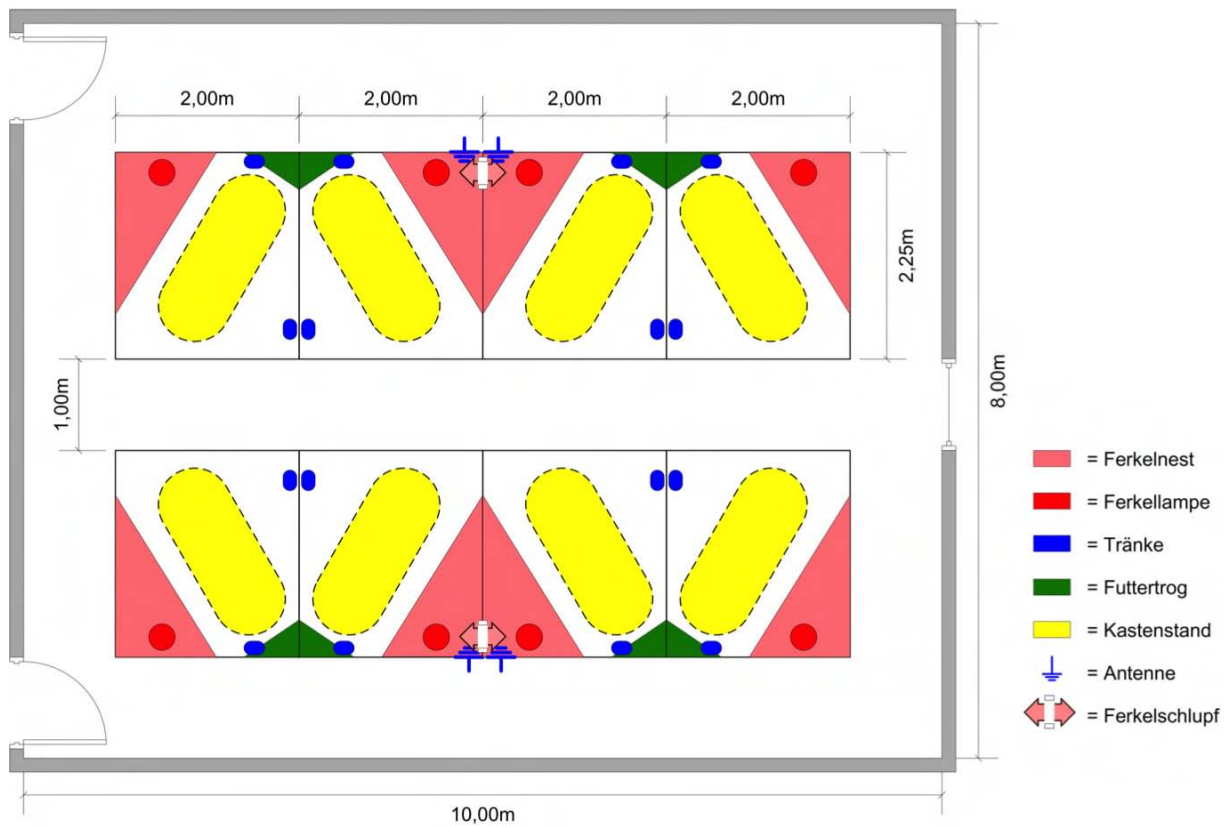 2,00m 2,00m 2,00m 2,00m
2,25m
1,00m
8,00m
= Ferkelnest
= Ferkellampe
= Tränke
= Futtertrog
= Kastenstand
= Antenne
= Ferkelschlupf
10,00m